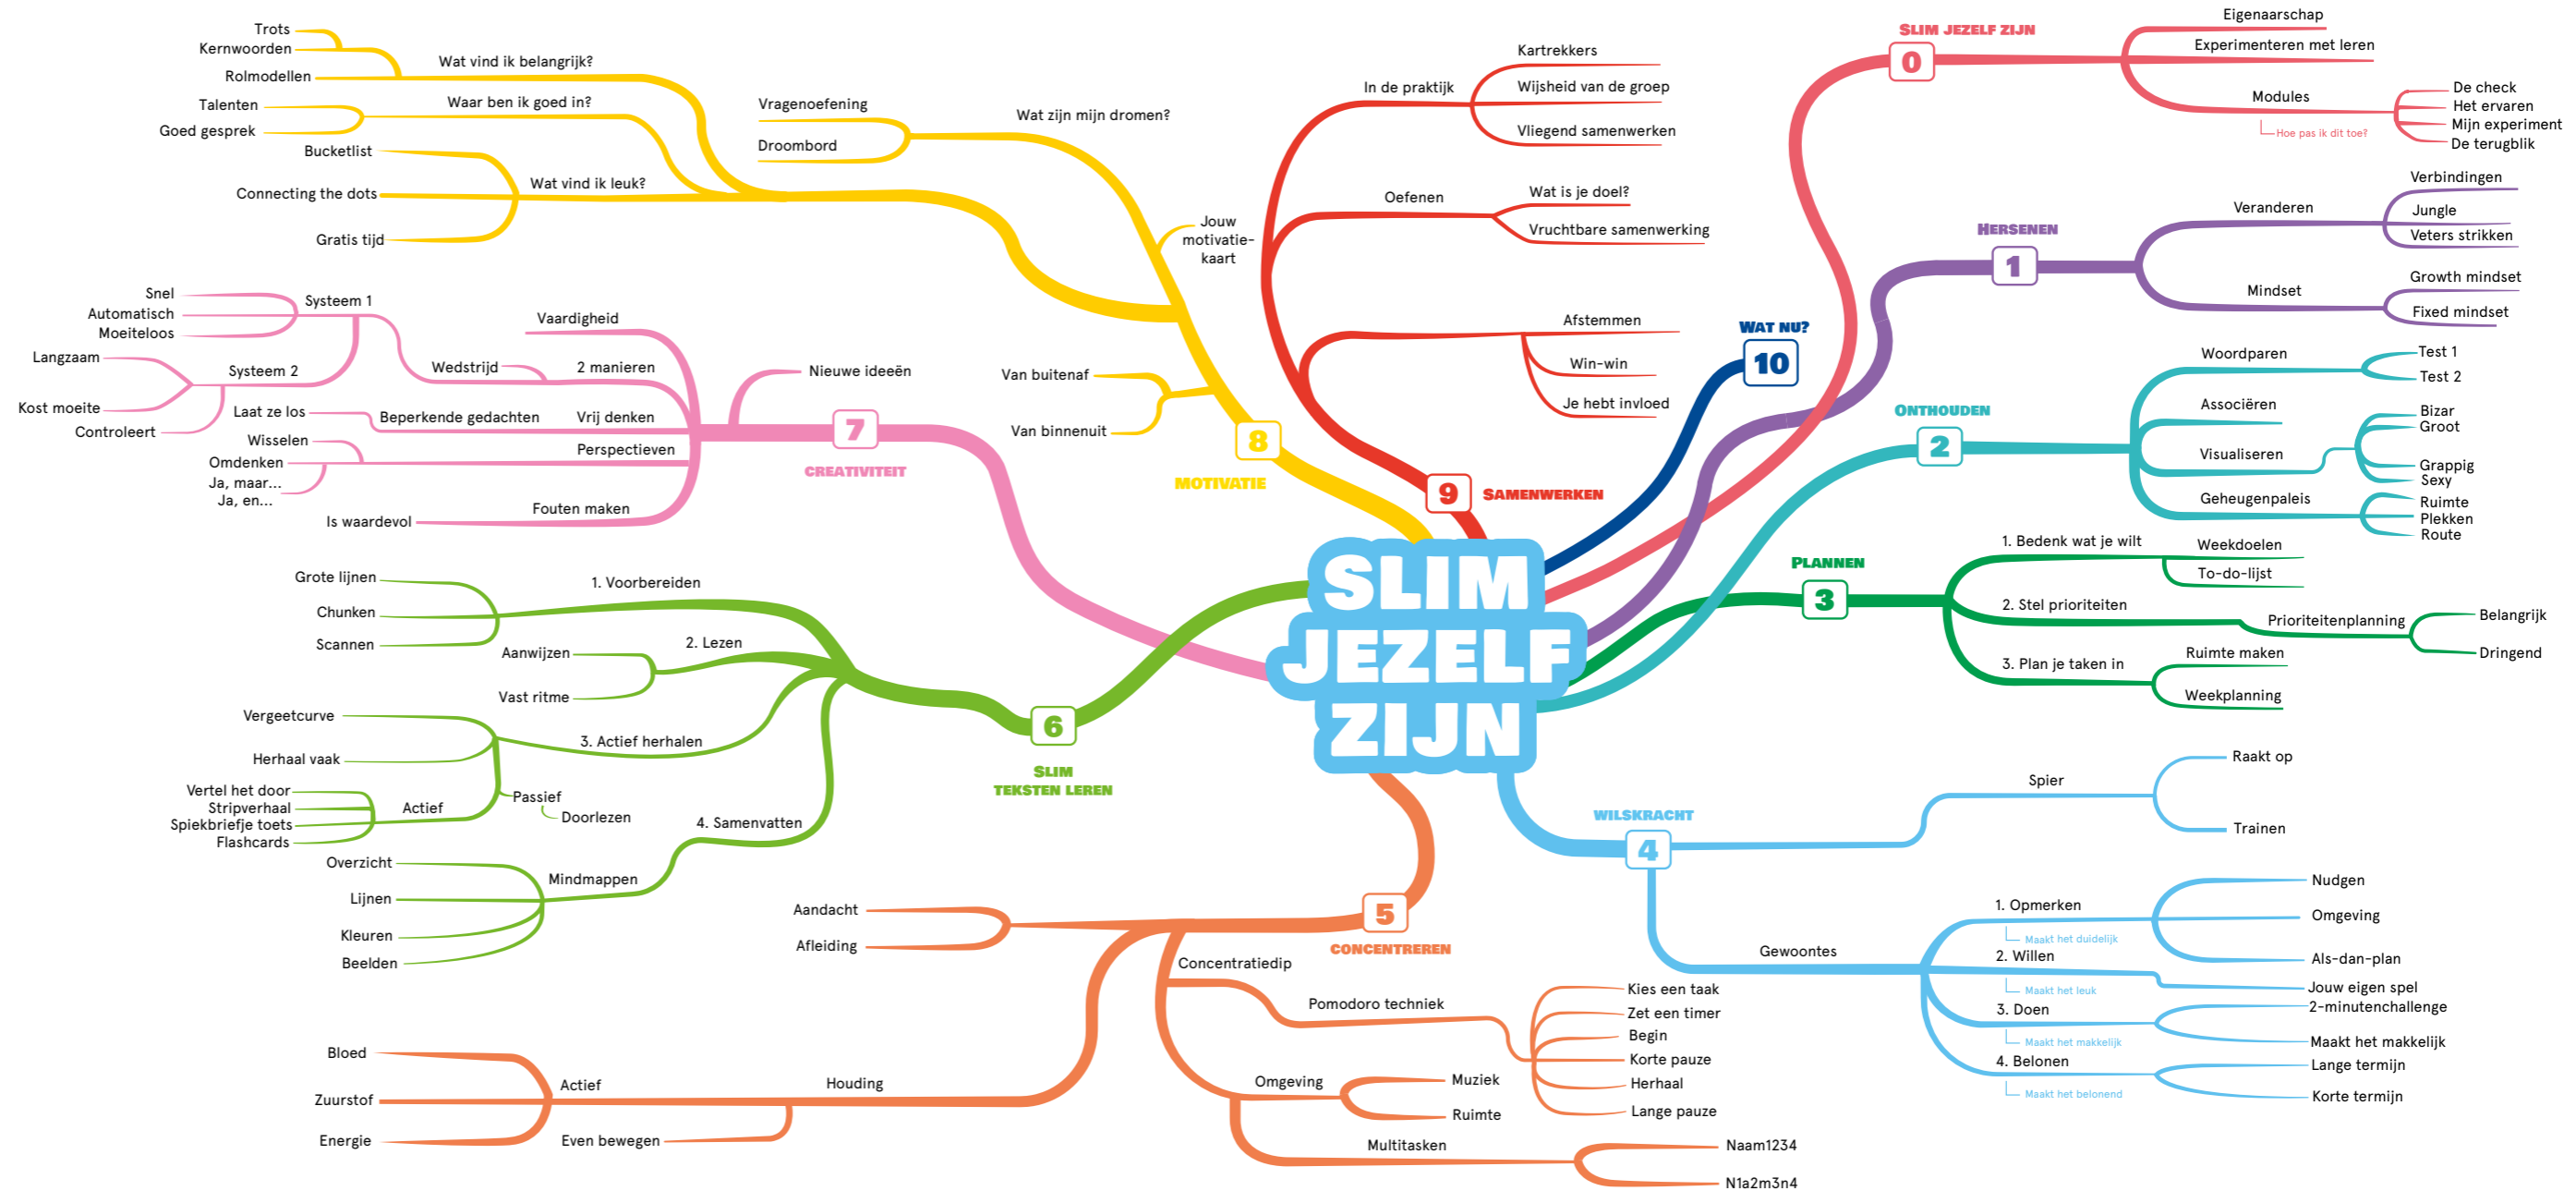 SLIM
JEZELF
ZIJN
SLIM JEZELF ZIJN
0
Eigenaarschap
Experimenteren met leren
Modules
Hoe pas ik dit toe?
De check
Het ervaren
Mijn experiment
De terugblik
HERSENEN
1
Veranderen
Verbindingen
Jungle
Veters strikken
Mindset
Growth mindset
Fixed mindset
ONTHOUDEN
2
Woordparen
Test 1
Test 2
Associëren
Visualiseren
Bizar
Groot
Grappig
Sexy
Geheugenpaleis
Ruimte
Plekken
Route
PLANNEN
3
1. Bedenk wat je wilt
Weekdoelen
To-do-lijst
2. Stel prioriteiten
Prioriteitenplanning
Belangrijk
Dringend
3. Plan je taken in
Ruimte maken
Weekplanning
WILSKRACHT
4
Spier
Raakt op
Trainen
Gewoontes
1. Opmerken
Maakt het duidelijk
Nudgen
Omgeving
Als-dan-plan
2. Willen
Maakt het leuk
Jouw eigen spel
3. Doen
Maakt het makkelijk
2-minutenchallenge
Maakt het makkelijk
4. Belonen
Maakt het belonend
Lange termijn
Korte termijn
5
CONCENTREREN
Aandacht
Afleiding
Concentratiedip
Pomodoro techniek
Kies een taak
Zet een timer
Begin
Korte pauze
Herhaal
Lange pauze
Omgeving
Muziek
Ruimte
Multitasken
Naam1234
N1a2m3n4
Houding
Even bewegen
Actief
Bloed
Zuurstof
Energie
6
SLIM
TEKSTEN LEREN
1. Voorbereiden
Grote lijnen
Chunken
Scannen
2. Lezen
Aanwijzen
Vast ritme
3. Actief herhalen
Vergeetcurve
Herhaal vaak
Actief
Vertel het door
Stripverhaal
Spiekbriefje toets
Flashcards
Passief
Doorlezen
4. Samenvatten
Mindmappen
Overzicht
Lijnen
Kleuren
Beelden
7
CREATIVITEIT
Nieuwe ideeën
Vaardigheid
2 manieren
Wedstrijd
Systeem 1
Snel
Automatisch
Moeiteloos
Systeem 2
Langzaam
Kost moeite
Controleert
Vrij denken
Beperkende gedachten
Laat ze los
Perspectieven
Wisselen
Omdenken
Ja, maar...
Ja, en...
Fouten maken
Is waardevol
8
MOTIVATIE
Wat vind ik belangrijk?
Trots
Kernwoorden
Rolmodellen
Waar ben ik goed in?
Talenten
Goed gesprek
Wat vind ik leuk?
Bucketlist
Connecting the dots
Gratis tijd
Wat zijn mijn dromen?
Vragenoefening
Droombord
Jouw
motivatie-
kaart
Van buitenaf
Van binnenuit
9
SAMENWERKEN
In de praktijk
Kartrekkers
Wijsheid van de groep
Vliegend samenwerken
Oefenen
Wat is je doel?
Vruchtbare samenwerking
Afstemmen
Win-win
Je hebt invloed
WAT NU?
10